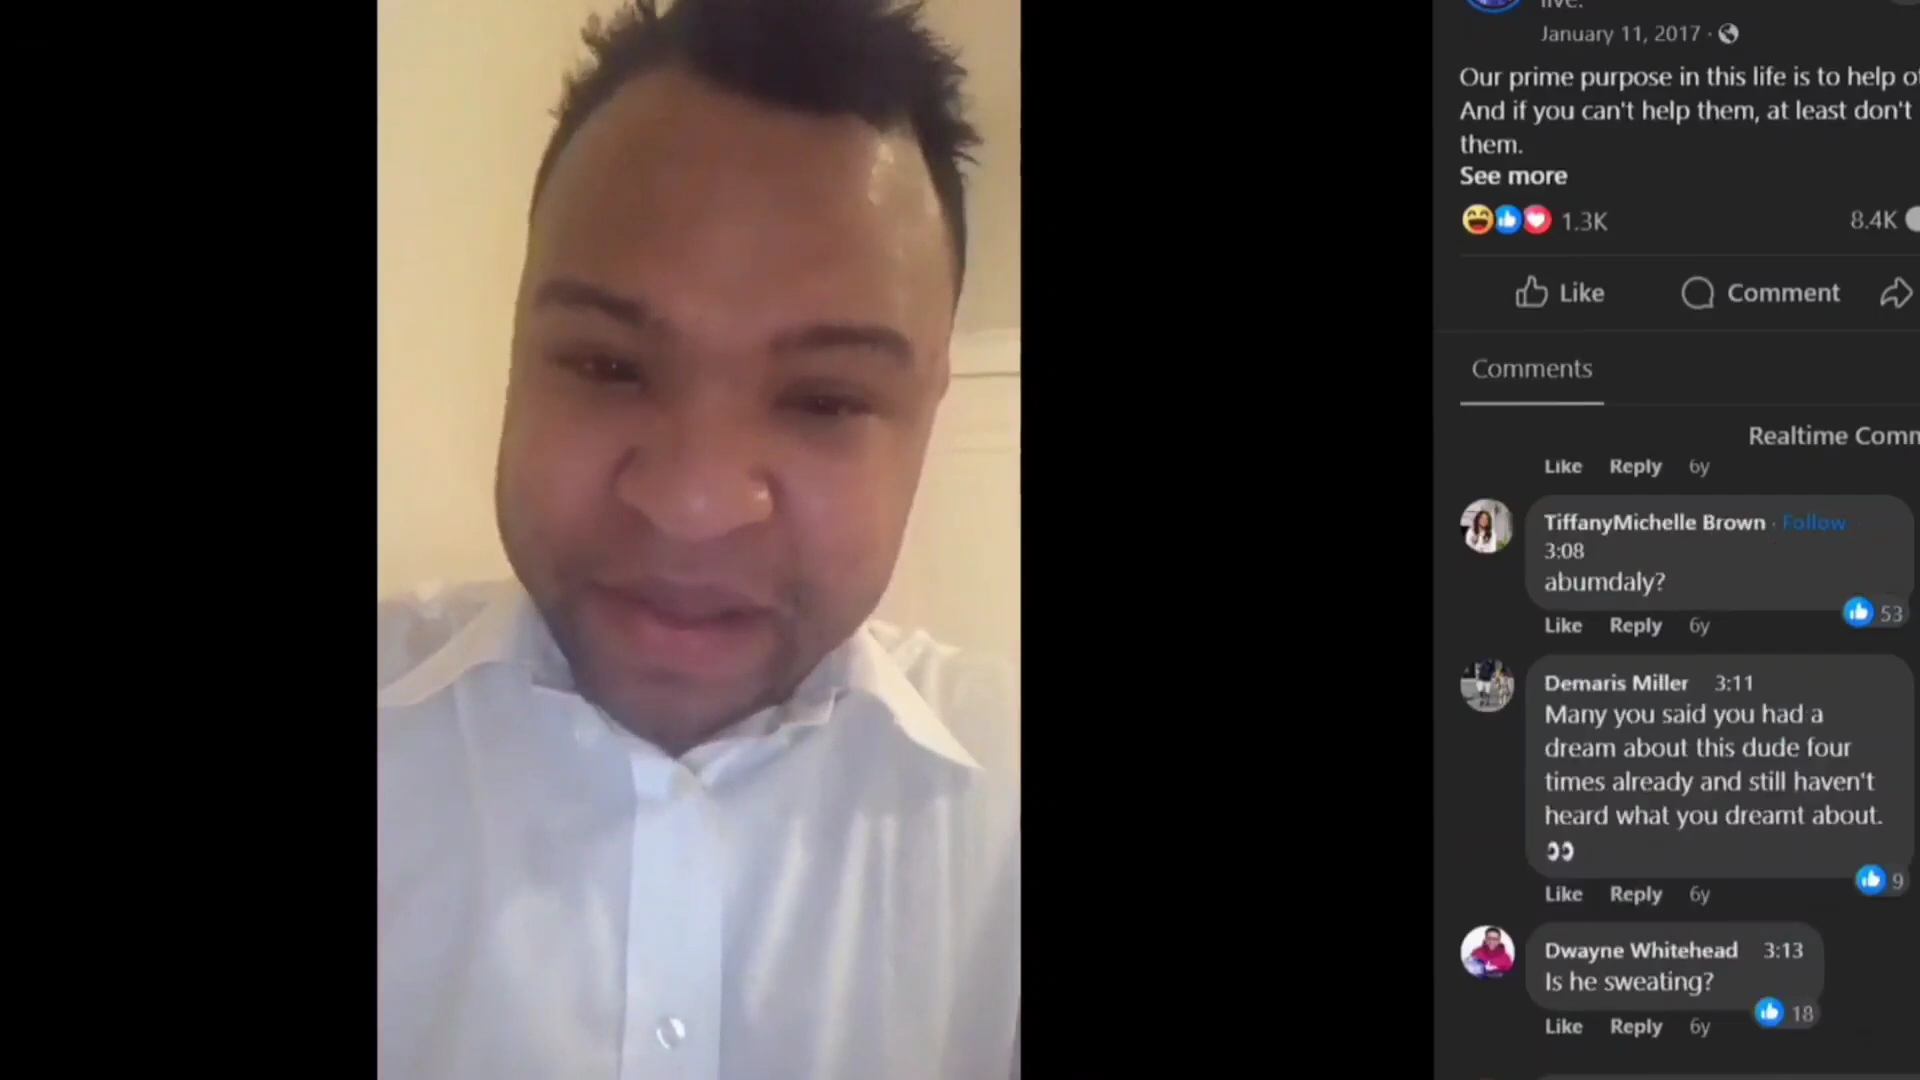 live.
January 11, 2017 ·
Our prime purpose in this life is to help
And if you can't help them, at least don't
them.
See more
1.3K
8.4K
Like
Comment
Comments
Realtime
Like Reply 6y
TiffanyMichelle Brown · Follow
3:08
abumdaly?
53
Like Reply 6y
Demaris Miller 3:11
Many you said you had a
dream about this dude four
times already and still haven't
heard what you dreamt about.
9
Like Reply 6y
Dwayne Whitehead 3:13
Is he sweating?
18
Like Reply 6y